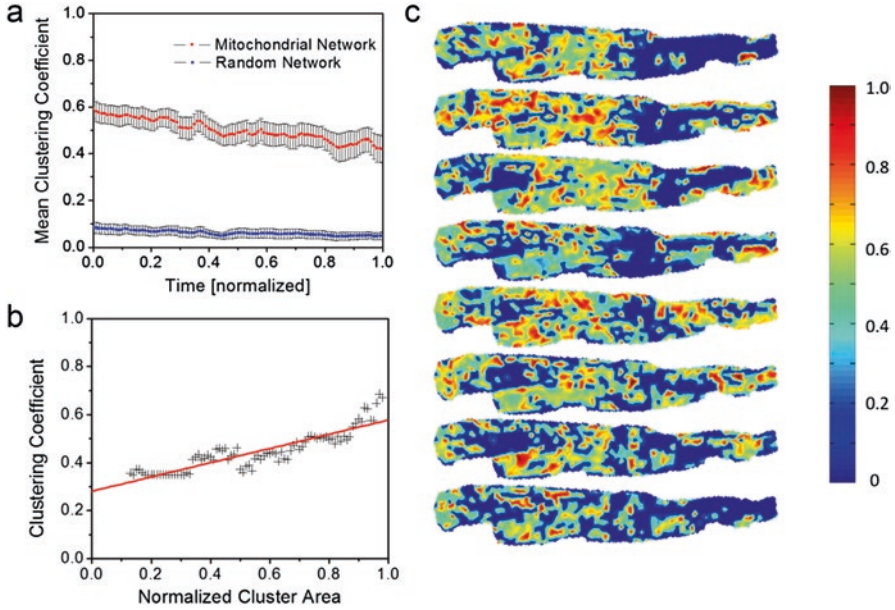 a
Mean Clustering Coefficient
1.0
0.8
0.6
0.4
0.2
0.0
Mitochondrial Network
Random Network
0.0 0.2 0.4 0.6 0.8 1.0
Time [normalized]
b
Clustering Coefficient
1.0
0.8
0.6
0.4
0.2
0.0
0.0 0.2 0.4 0.6 0.8 1.0
Normalized Cluster Area
c
1.0
0.8
0.6
0.4
0.2
0